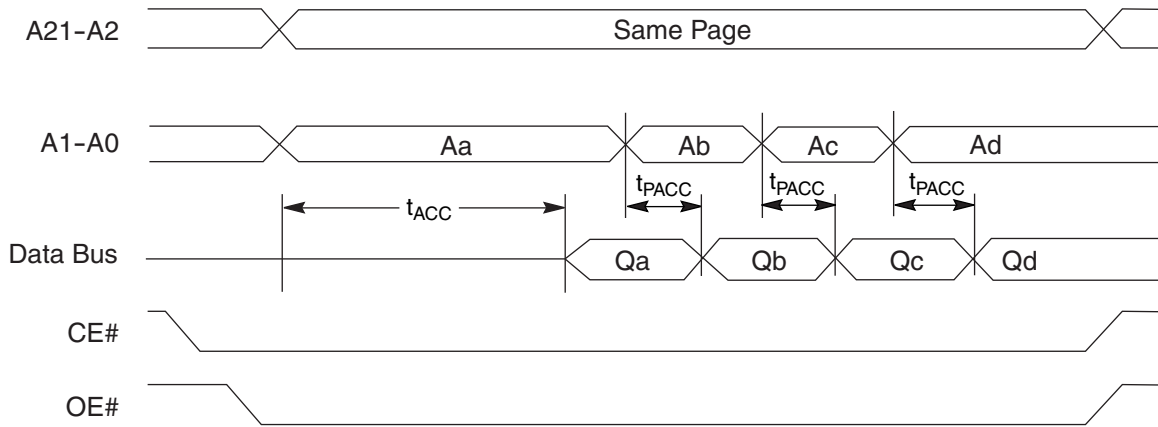 A21-A2 Same Page
A1-A0 Aa Ab Ac Ad
tACC tPACC tPACC tPACC
Data Bus Qa Qb Qc Qd
CE#
OE#